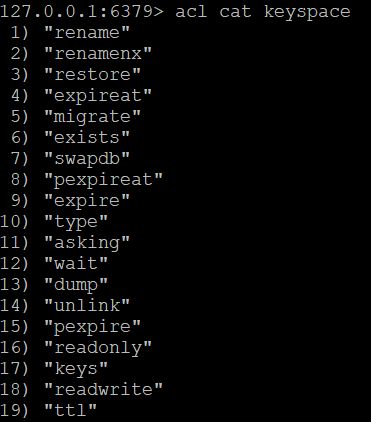 127.0.0.1:6379> acl cat keyspace
1) "rename"
2) "renamenx"
3) "restore"
4) "expireat"
5) "migrate"
6) "exists"
7) "swapdb"
8) "pexpireat"
9) "expire"
10) "type"
11) "asking"
12) "wait"
13) "dump"
14) "unlink"
15) "pexpire"
16) "readonly"
17) "keys"
18) "readwrite"
19) "ttl"